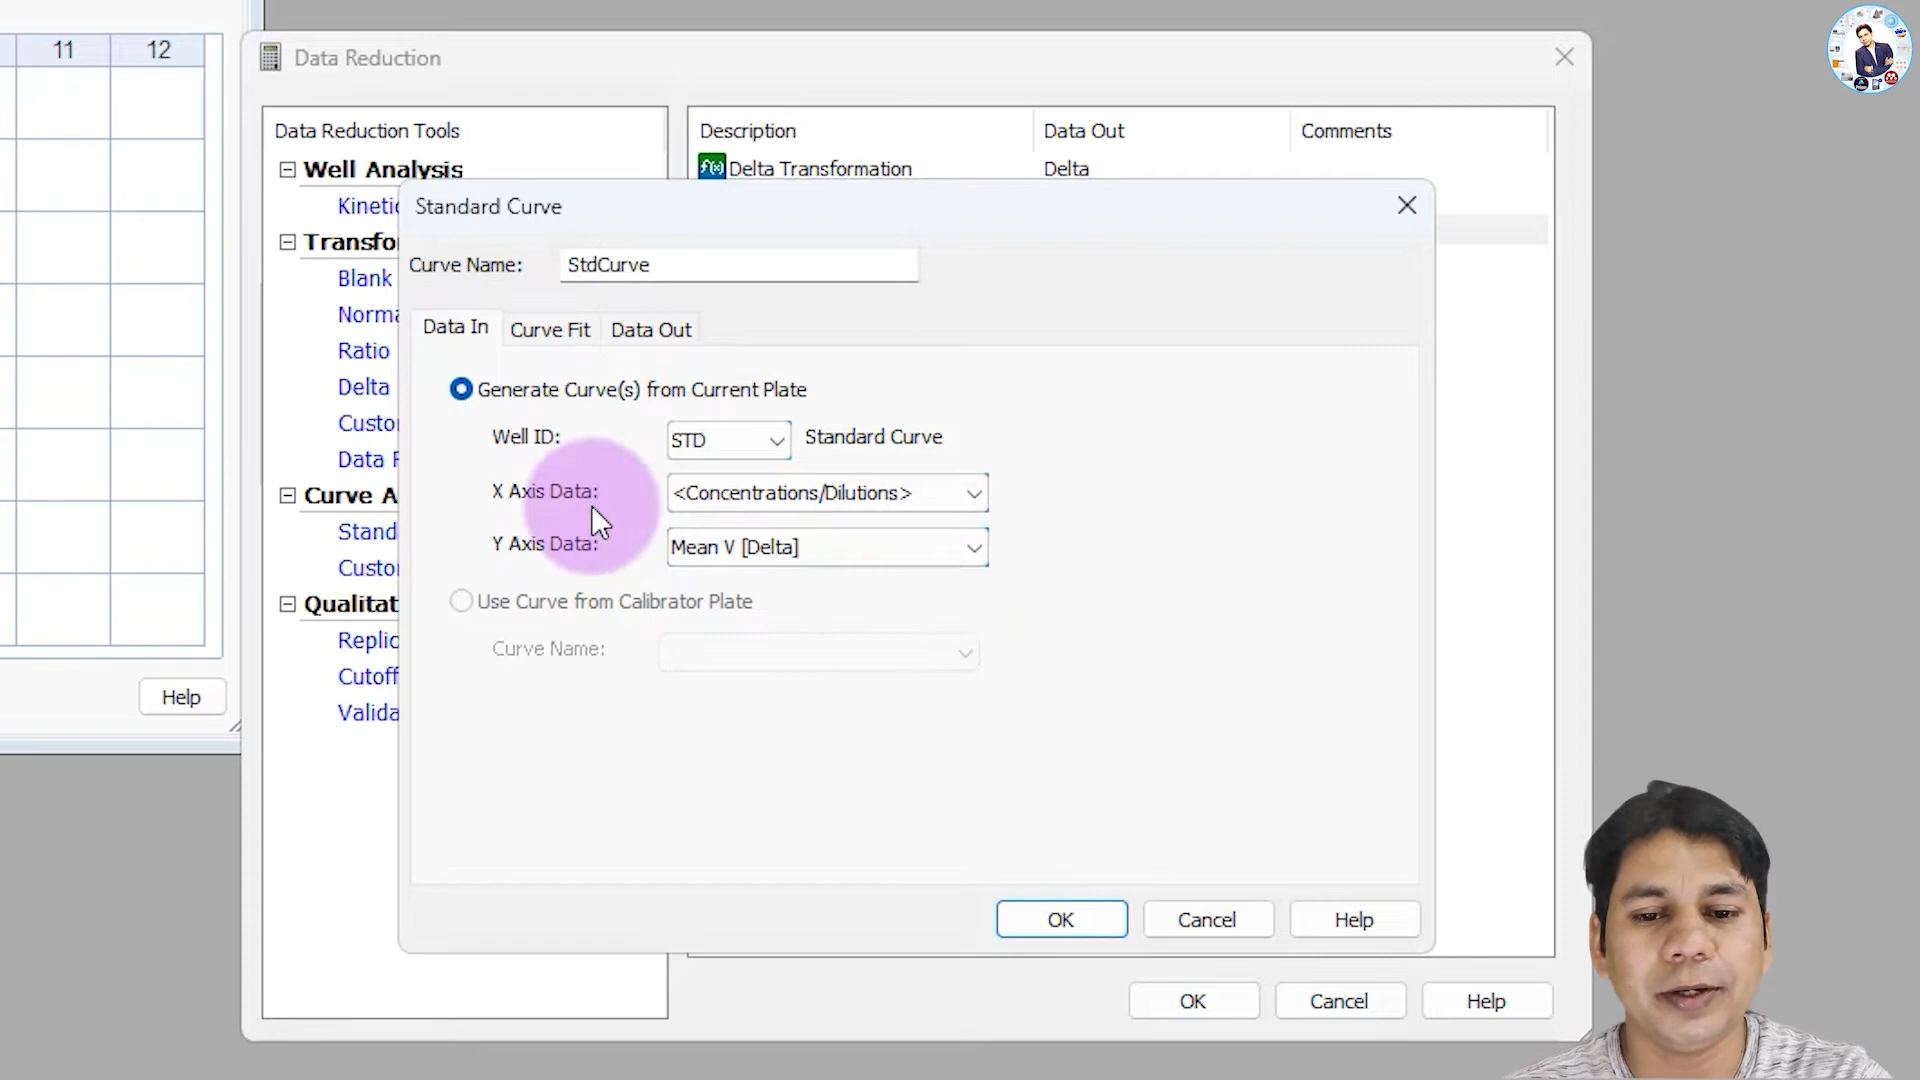 11 12
Data Reduction
Data Reduction Tools
Description Data Out Comments
Well Analysis
f(x) Delta Transformation Delta
Kinetic
Standard Curve
Transfo
Curve Name: StdCurve
Blank
Norma
Data In Curve Fit Data Out
Ratio
Delta
Generate Curve(s) from Current Plate
Custo
Well ID: STD Standard Curve
Data
Curve A
X Axis Data: <Concentrations/Dilutions>
Stand
Y Axis Data: Mean V [Delta]
Custo
Qualitat
Use Curve from Calibrator Plate
Replic
Curve Name:
Cutoff
Valida
Help
OK Cancel Help
OK Cancel Help